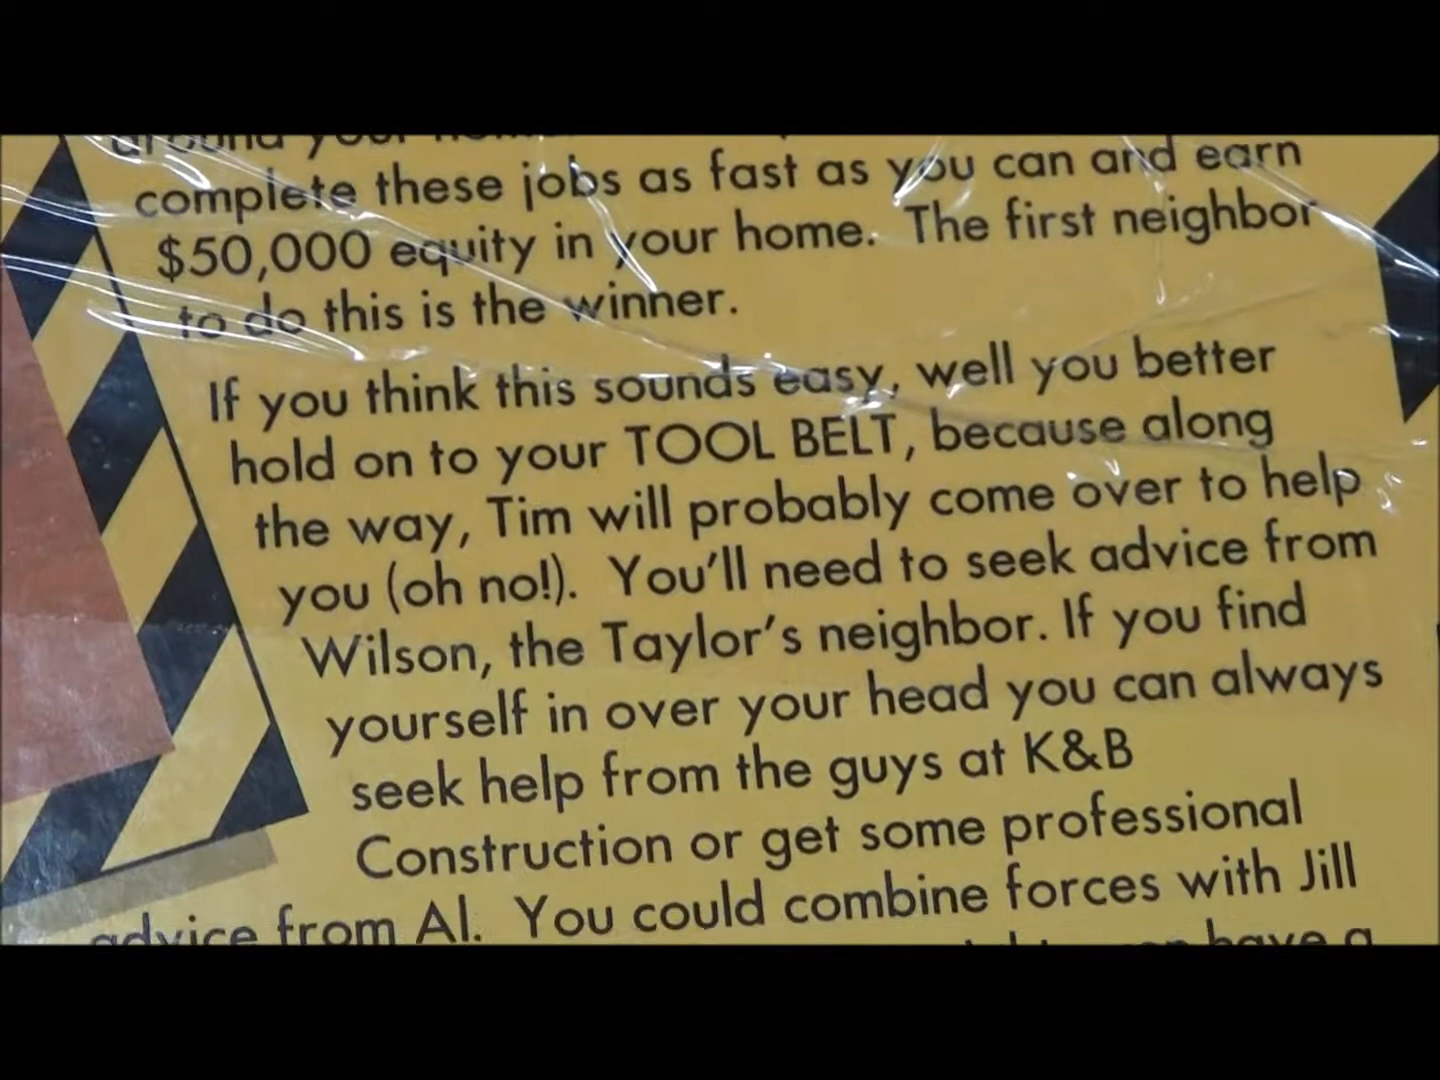 around your home.
complete these jobs as fast as you can and earn
$50,000 equity in your home. The first neighbor
to do this is the winner.
If you think this sounds easy, well you better
hold on to your TOOL BELT, because along
the way, Tim will probably come over to help
you (oh no!). You'll need to seek advice from
Wilson, the Taylor's neighbor. If you find
yourself in over your head you can always
seek help from the guys at K&B
Construction or get some professional
advice from Al. You could combine forces with Jill
have a